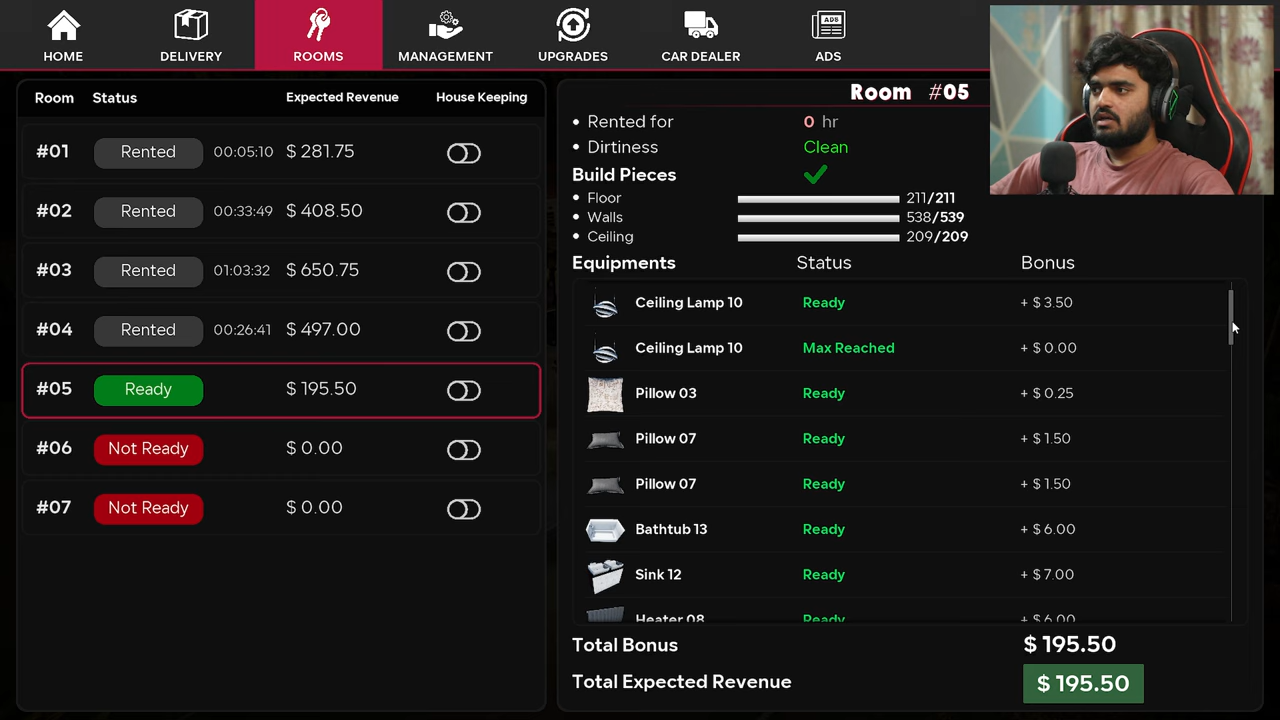 HOME DELIVERY ROOMS MANAGEMENT UPGRADES CAR DEALER ADS
ADS
Room Status Expected Revenue House Keeping
#01 Rented 00:05:10 $ 281.75
#02 Rented 00:33:49 $ 408.50
#03 Rented 01:03:32 $ 650.75
#04 Rented 00:26:41 $ 497.00
#05 Ready $ 195.50
#06 Not Ready $ 0.00
#07 Not Ready $ 0.00
Room #05
• Rented for 0 hr
• Dirtiness Clean
Build Pieces
• Floor 211/211
• Walls 538/539
• Ceiling 209/209
Equipments Status Bonus
Ceiling Lamp 10 Ready + $ 3.50
Ceiling Lamp 10 Max Reached + $ 0.00
Pillow 03 Ready + $ 0.25
Pillow 07 Ready + $ 1.50
Pillow 07 Ready + $ 1.50
Bathtub 13 Ready + $ 6.00
Sink 12 Ready + $ 7.00
Heater 08 Ready + $ 6.00
Total Bonus $ 195.50
Total Expected Revenue $ 195.50